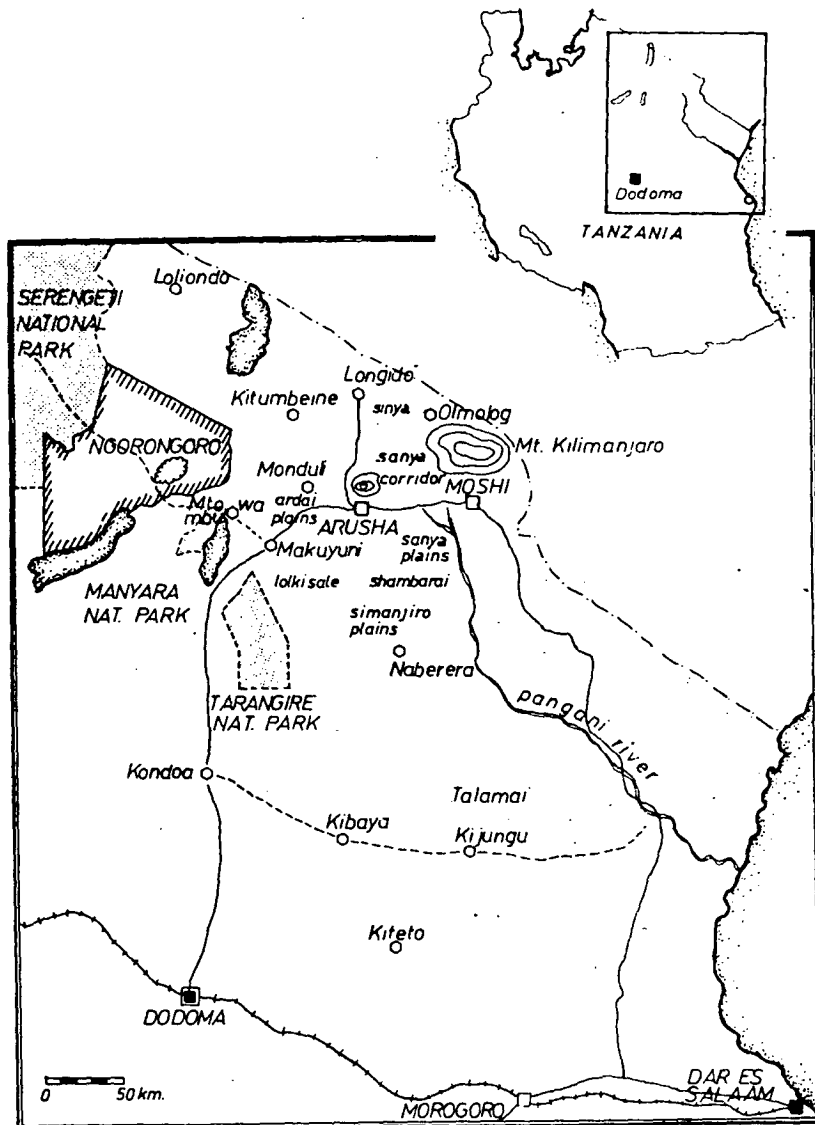 Dodoma
TANZANIA
Loliondo
SERENGETI
NATIONAL
PARK
Longido
Kitumbeine
sinya
Olmolog
Mt. Kilimanjaro
NGORONGORO
Monduli
sanya
corridor
MOSHI
Mto wa
mbu
ardai
plains
ARUSHA
sanya
plains
Makuyuni
MANYARA
NAT. PARK
lolkisale
shambarai
simanjiro
plains
Naberera
TARANGIRE
NAT. PARK
pangani river
Kondoa
Talamai
Kibaya
Kijungu
Kiteto
DODOMA
0 50 km.
MOROGORO
DAR ES
SALAAM